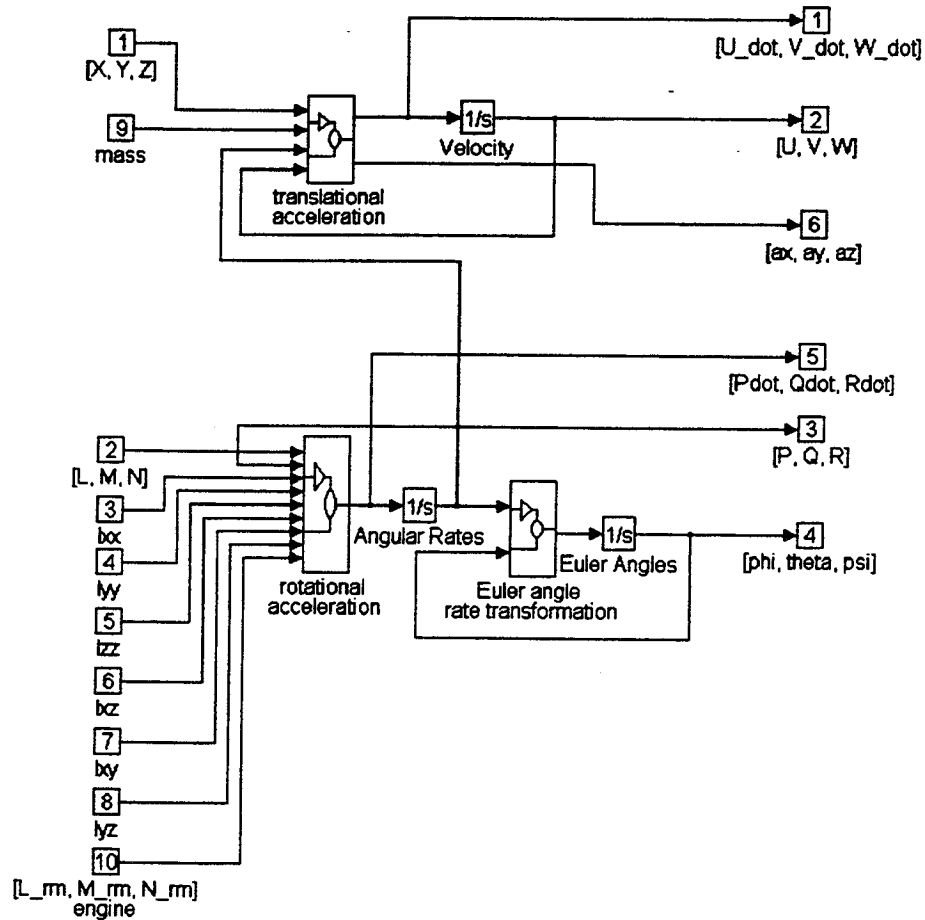 1
[X, Y, Z]
9
mass
translational
acceleration
1/s
Velocity
1
[U_dot, V_dot, W_dot]
2
[U, V, W]
6
[ax, ay, az]
5
[Pdot, Qdot, Rdot]
3
[P, Q, R]
2
[L, M, N]
3
Ixx
4
Iyy
5
Izz
6
Ixz
7
Ixy
8
Iyz
10
[L_rm, M_rm, N_rm]
engine
rotational
acceleration
1/s
Angular Rates
Euler angle
rate transformation
1/s
Euler Angles
4
[phi, theta, psi]